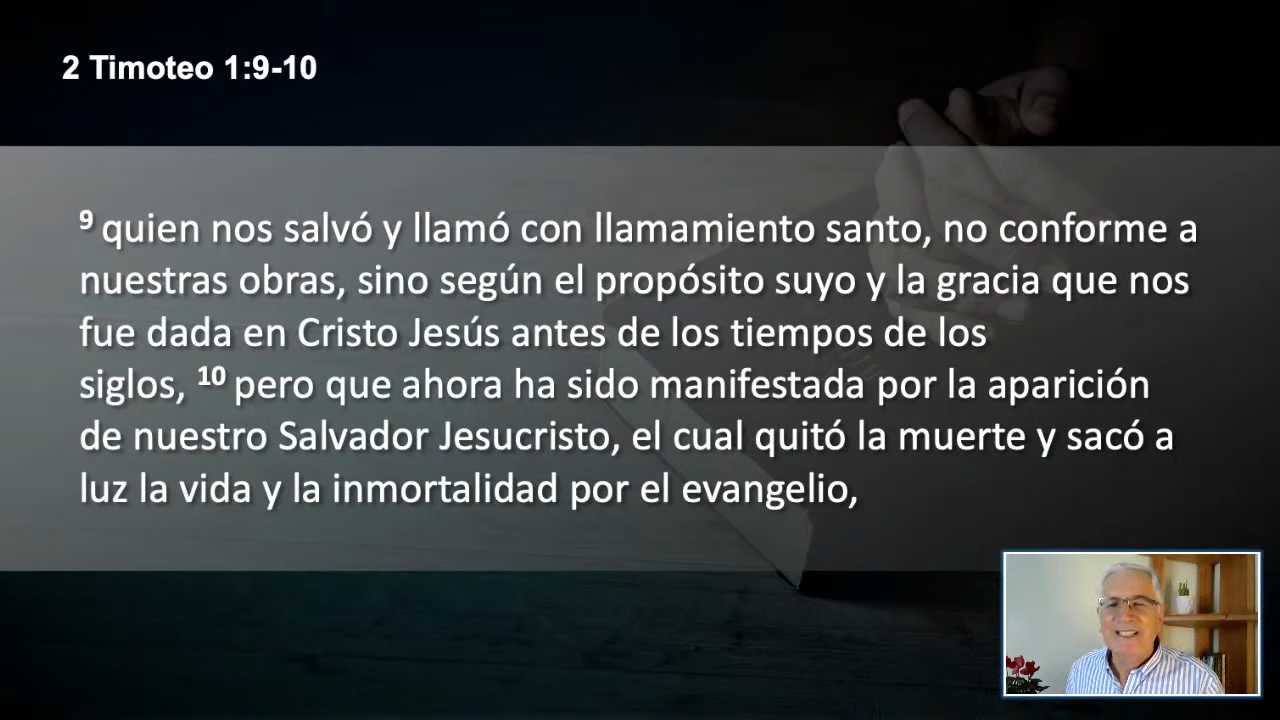 2 Timoteo 1:9-10
9 quien nos salvó y llamó con llamamiento santo, no conforme a
nuestras obras, sino según el propósito suyo y la gracia que nos
fue dada en Cristo Jesús antes de los tiempos de los
siglos, 10 pero que ahora ha sido manifestada por la aparición
de nuestro Salvador Jesucristo, el cual quitó la muerte y sacó a
luz la vida y la inmortalidad por el evangelio,